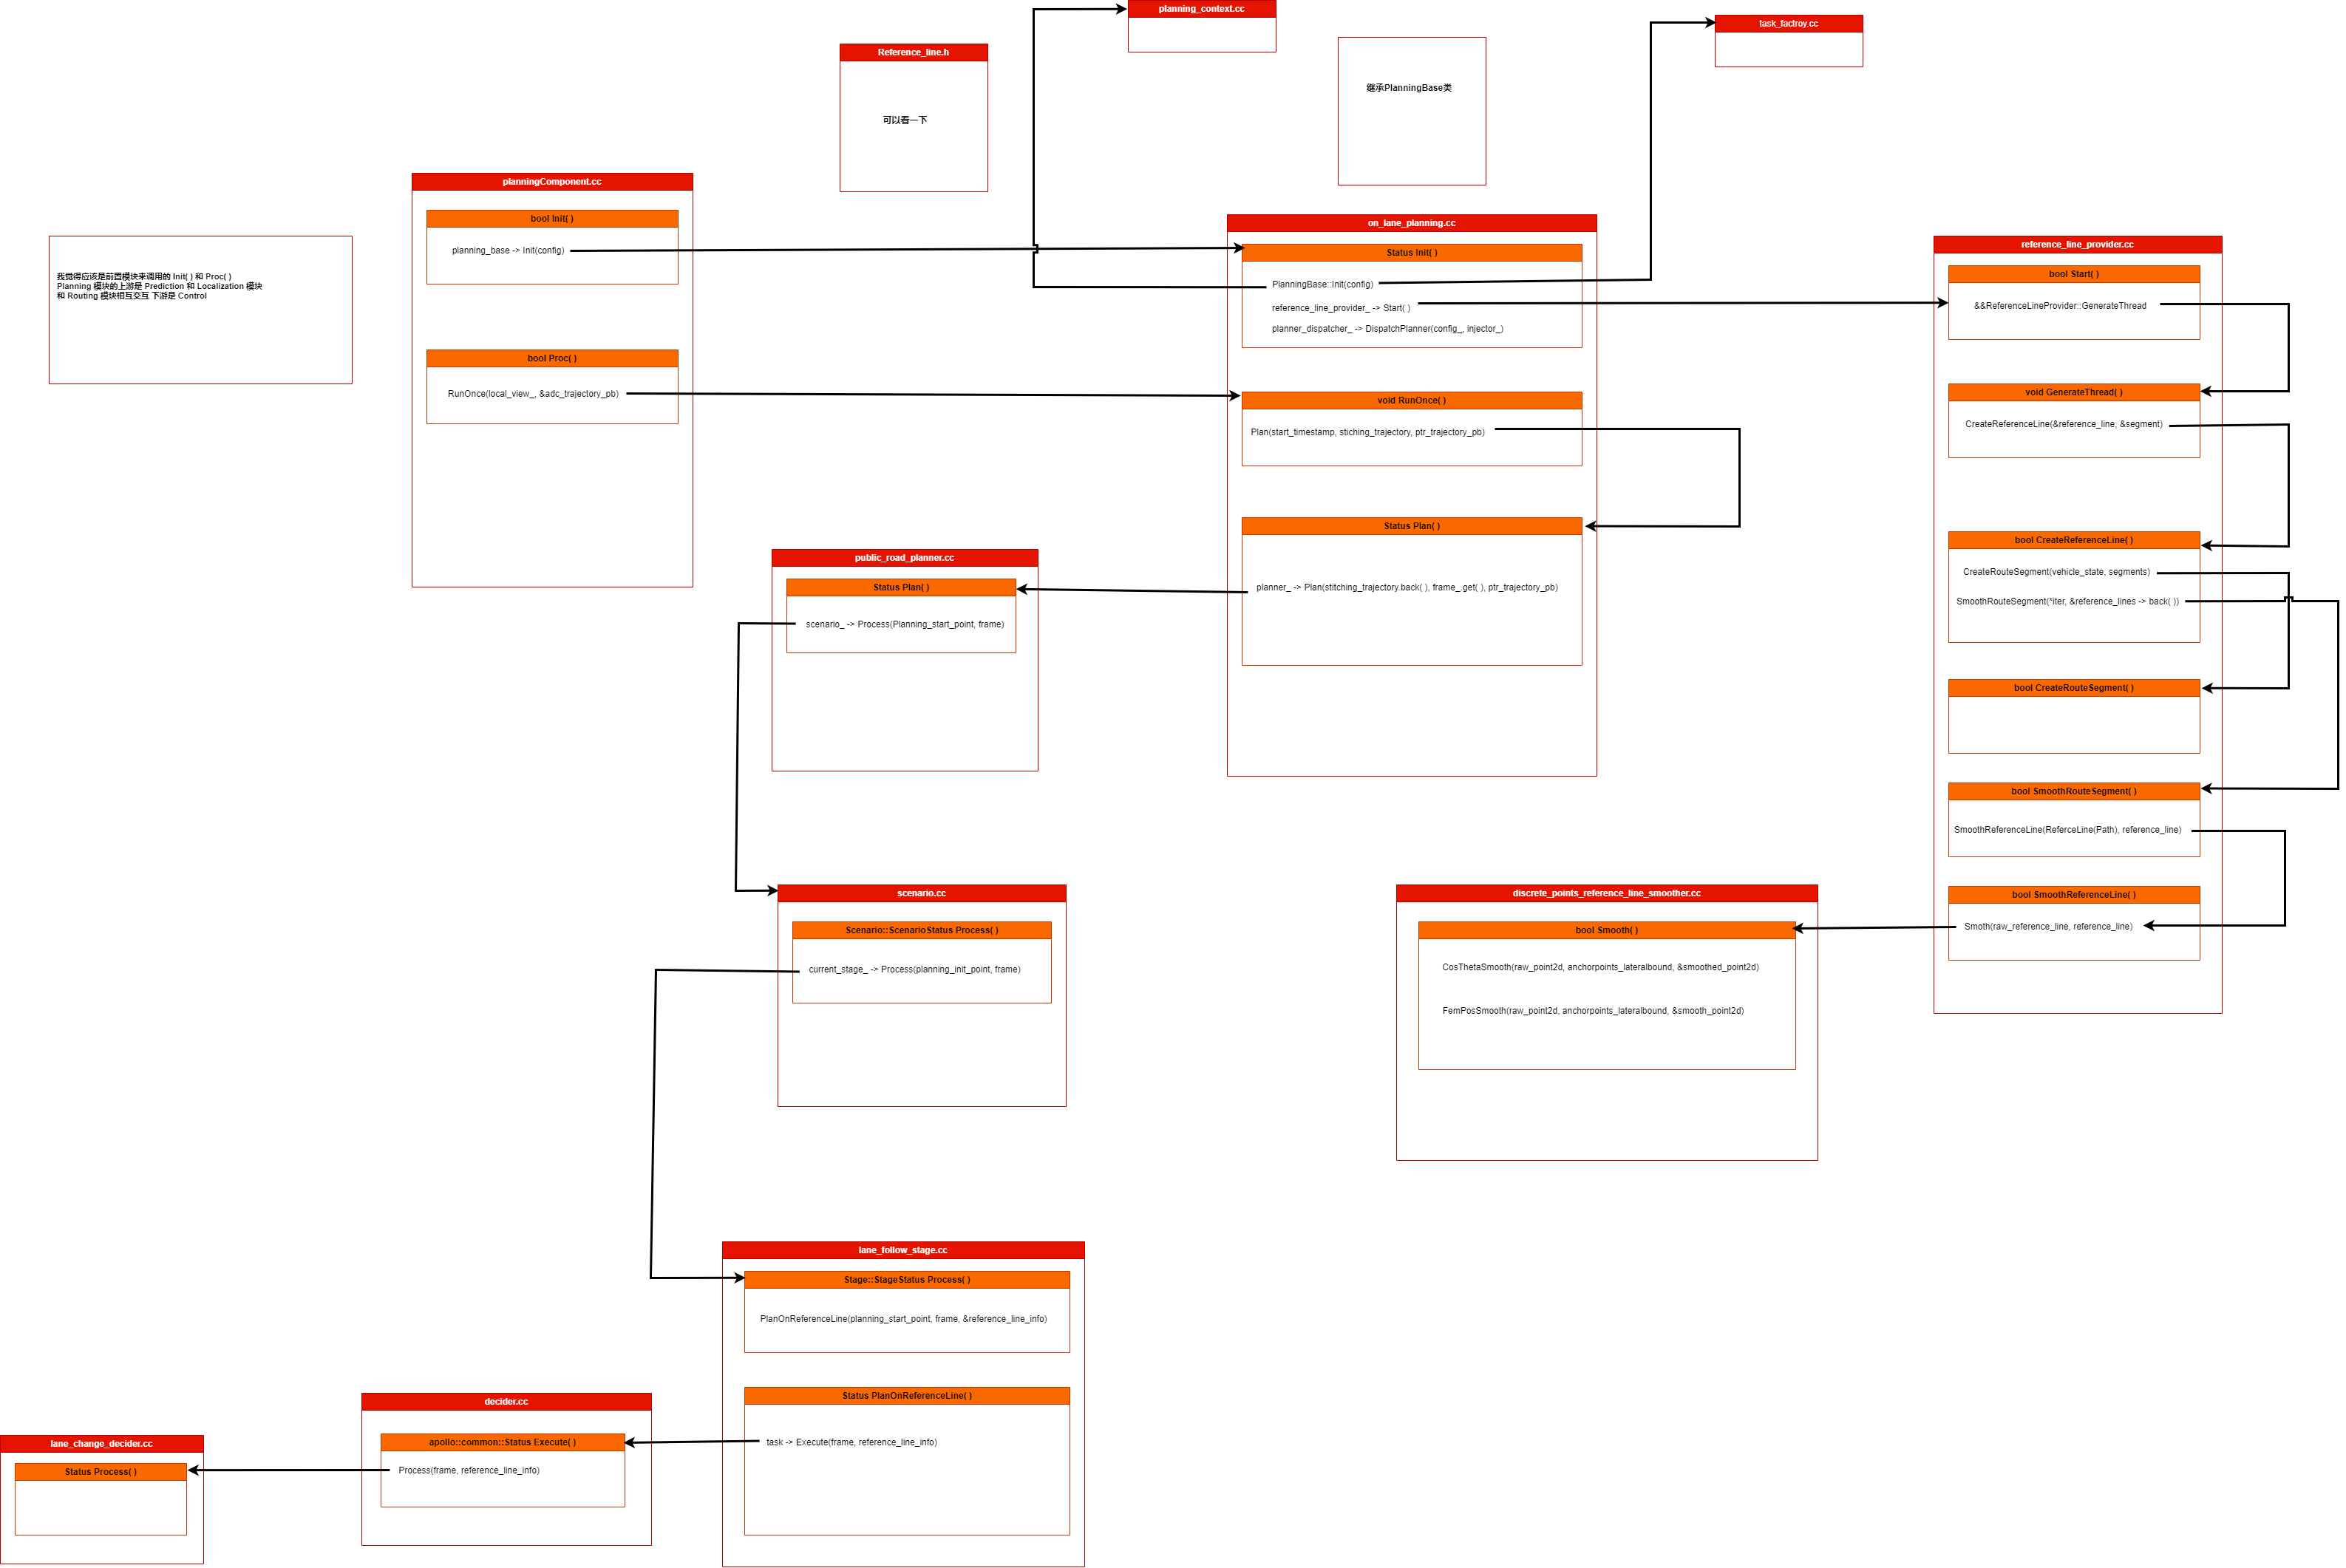 planning_context.cc
task_factroy.cc
Reference_line.h
可以看一下
继承PlanningBase类
planningComponent.cc
bool Init( )
planning_base -> Init(config)
bool Proc( )
RunOnce(local_view_, &adc_trajectory_pb)
我觉得应该是前置模块来调用的 Init( ) 和 Proc( )
Planning 模块的上游是 Prediction 和 Localization 模块
和 Routing 模块相互交互 下游是 Control
on_lane_planning.cc
Status Init( )
PlanningBase::Init(config)
reference_line_provider_ -> Start( )
planner_dispatcher_ -> DispatchPlanner(config_, injector_)
void RunOnce( )
Plan(start_timestamp, stiching_trajectory, ptr_trajectory_pb)
Status Plan( )
planner_ -> Plan(stitching_trajectory.back( ), frame_.get( ), ptr_trajectory_pb)
reference_line_provider.cc
bool Start( )
&&ReferenceLineProvider::GenerateThread
void GenerateThread( )
CreateReferenceLine(&reference_line, &segment)
bool CreateReferenceLine( )
CreateRouteSegment(vehicle_state, segments)
SmoothRouteSegment(*iter, &reference_lines -> back( ))
bool CreateRouteSegment( )
bool SmoothRouteSegment( )
SmoothReferenceLine(ReferceLine(Path), reference_line)
bool SmoothReferenceLine( )
Smoth(raw_reference_line, reference_line)
public_road_planner.cc
Status Plan( )
scenario_ -> Process(Planning_start_point, frame)
scenario.cc
Scenario::ScenarioStatus Process( )
current_stage_ -> Process(planning_init_point, frame)
discrete_points_reference_line_smoother.cc
bool Smooth( )
CosThetaSmooth(raw_point2d, anchorpoints_lateralbound, &smoothed_point2d)
FemPosSmooth(raw_point2d, anchorpoints_lateralbound, &smooth_point2d)
lane_follow_stage.cc
Stage::StageStatus Process( )
PlanOnReferenceLine(planning_start_point, frame, &reference_line_info)
Status PlanOnReferenceLine( )
task -> Execute(frame, reference_line_info)
decider.cc
apollo::common::Status Execute( )
Process(frame, reference_line_info)
lane_change_decider.cc
Status Process( )